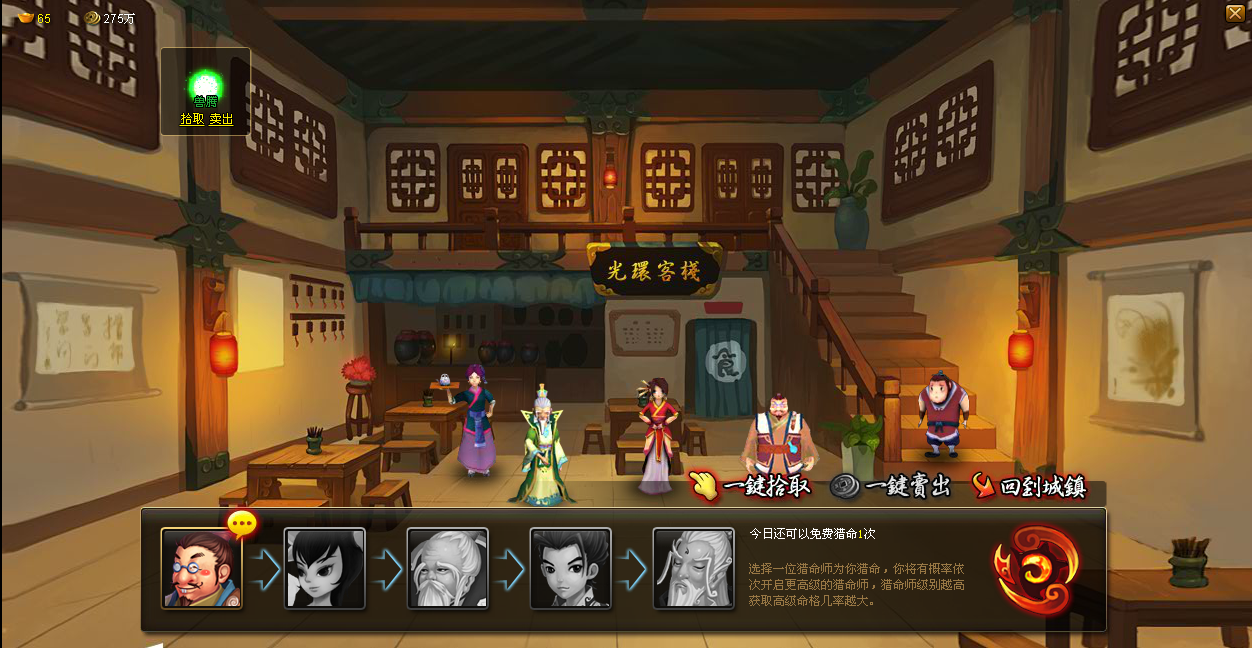 65
275万
兽腾
拾取 卖出
光環客棧
食
一鍵拾取
一鍵賣出
回到城鎮
今日还可以免费猎命1次
选择一位猎命师为你猎命，你将有概率依
次开启更高级的猎命师，猎命师级别越高
获取高级命格几率越大。